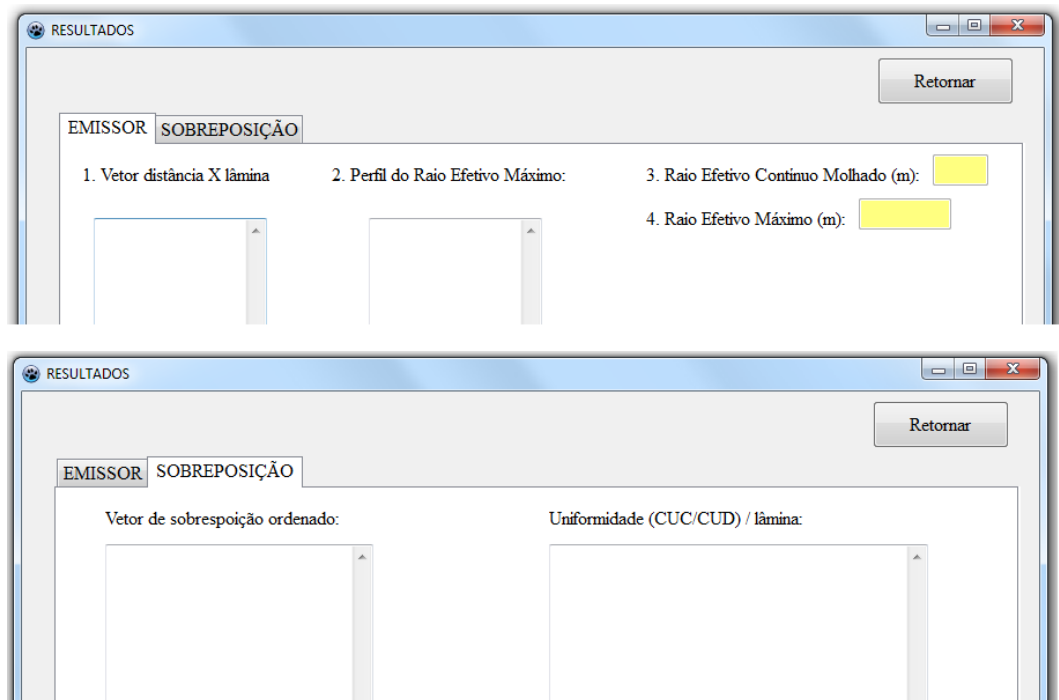 RESULTADOS
Retornar
EMISSOR SOBREPOSIÇÃO
1. Vetor distância X lâmina 2. Perfil do Raio Efetivo Máximo: 3. Raio Efetivo Continuo Molhado (m):
4. Raio Efetivo Máximo (m):
RESULTADOS
Retornar
EMISSOR SOBREPOSIÇÃO
Vetor de sobrespoição ordenado: Uniformidade (CUC/CUD) / lâmina: